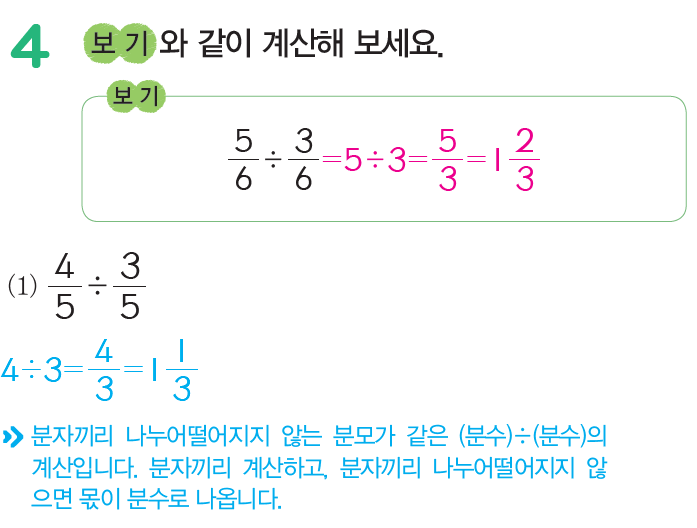 4 보기와 같이 계산해 보세요.
보기
5/6 ÷ 3/6 = 5÷3 = 5/3 = 1 2/3
(1) 4/5 ÷ 3/5
4÷3 = 4/3 = 1 1/3
» 분자끼리 나누어떨어지지 않는 분모가 같은 (분수)÷(분수)의
계산입니다. 분자끼리 계산하고, 분자끼리 나누어떨어지지 않
으면 몫이 분수로 나옵니다.